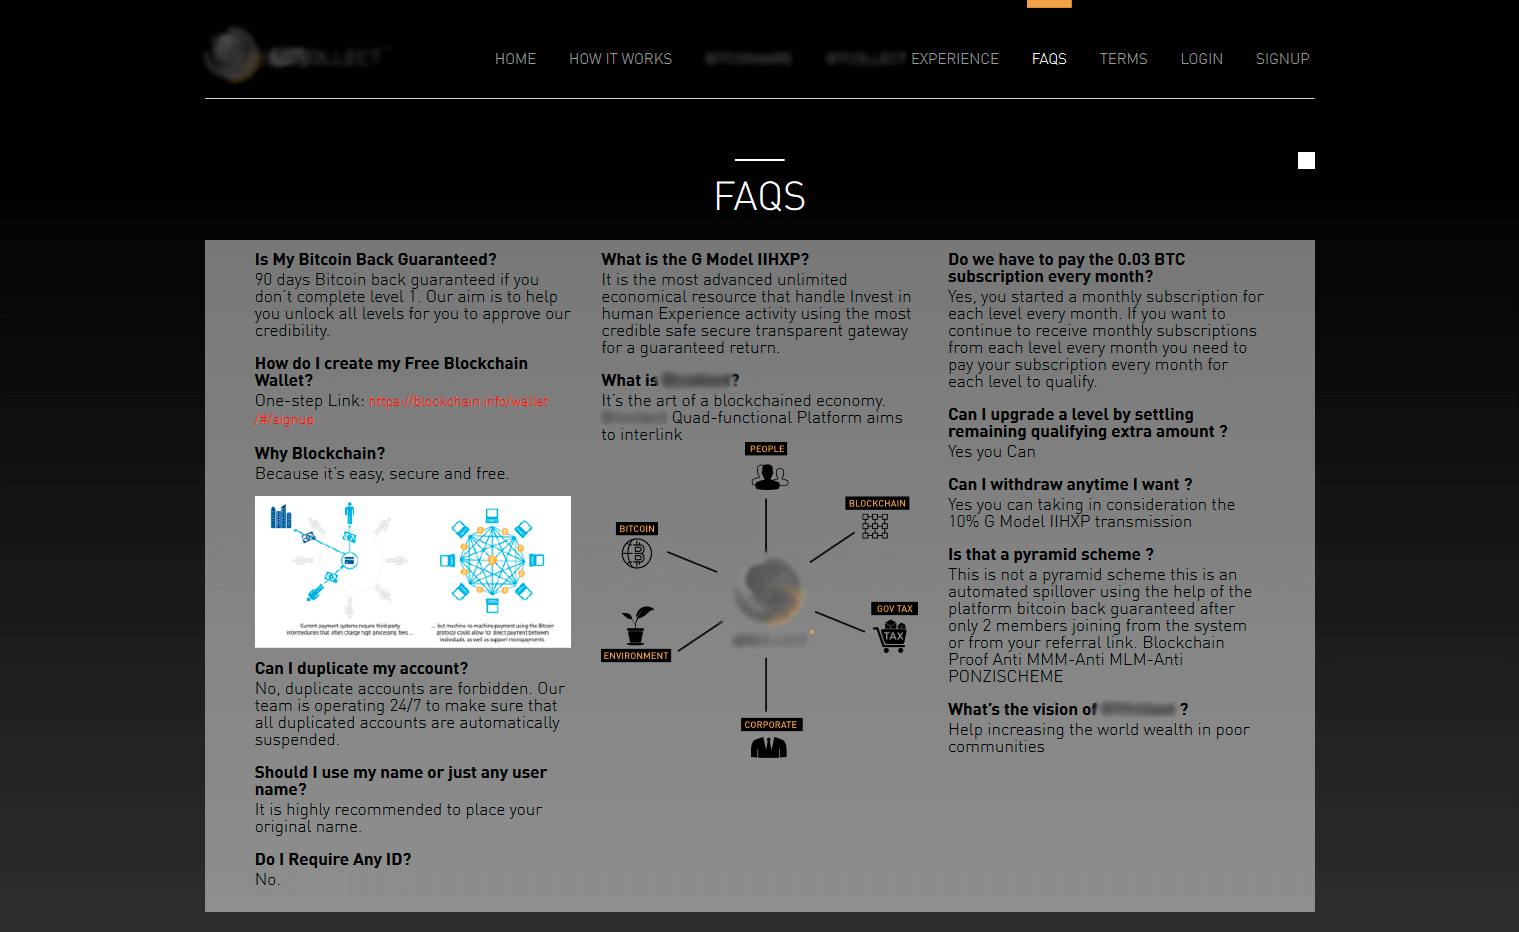 HOME HOW IT WORKS EXPERIENCE FAQS TERMS LOGIN SIGNUP
FAQS
Is My Bitcoin Back Guaranteed?
90 days Bitcoin back guaranteed if you
don't complete level 1. Our aim is to help
you unlock all levels for you to approve our
credibility.
How do I create my Free Blockchain
Wallet?
One-step Link: https://blockchain.info/wallet
/#/signup
Why Blockchain?
Because it's easy, secure and free.
Current payment systems require third-party
intermediaries that often charge high processing fees ...
... but machine-to-machine payment using the Bitcoin
protocol could allow for direct payment between
individuals, as well as support micropayments.
Can I duplicate my account?
No, duplicate accounts are forbidden. Our
team is operating 24/7 to make sure that
all duplicated accounts are automatically
suspended.
Should I use my name or just any user
name?
It is highly recommended to place your
original name.
Do I Require Any ID?
No.
What is the G Model IIHXP?
It is the most advanced unlimited
economical resource that handle Invest in
human Experience activity using the most
credible safe secure transparent gateway
for a guaranteed return.
What is ?
It's the art of a blockchained economy.
Quad-functional Platform aims
to interlink
PEOPLE
BLOCKCHAIN
BITCOIN
GOV TAX
TAX
ENVIRONMENT
CORPORATE
Do we have to pay the 0.03 BTC
subscription every month?
Yes, you started a monthly subscription for
each level every month. If you want to
continue to receive monthly subscriptions
from each level every month you need to
pay your subscription every month for
each level to qualify.
Can I upgrade a level by settling
remaining qualifying extra amount ?
Yes you Can
Can I withdraw anytime I want ?
Yes you can taking in consideration the
10% G Model IIHXP transmission
Is that a pyramid scheme ?
This is not a pyramid scheme this is an
automated spillover using the help of the
platform bitcoin back guaranteed after
only 2 members joining from the system
or from your referral link. Blockchain
Proof Anti MMM-Anti MLM-Anti
PONZISCHEME
What's the vision of ?
Help increasing the world wealth in poor
communities